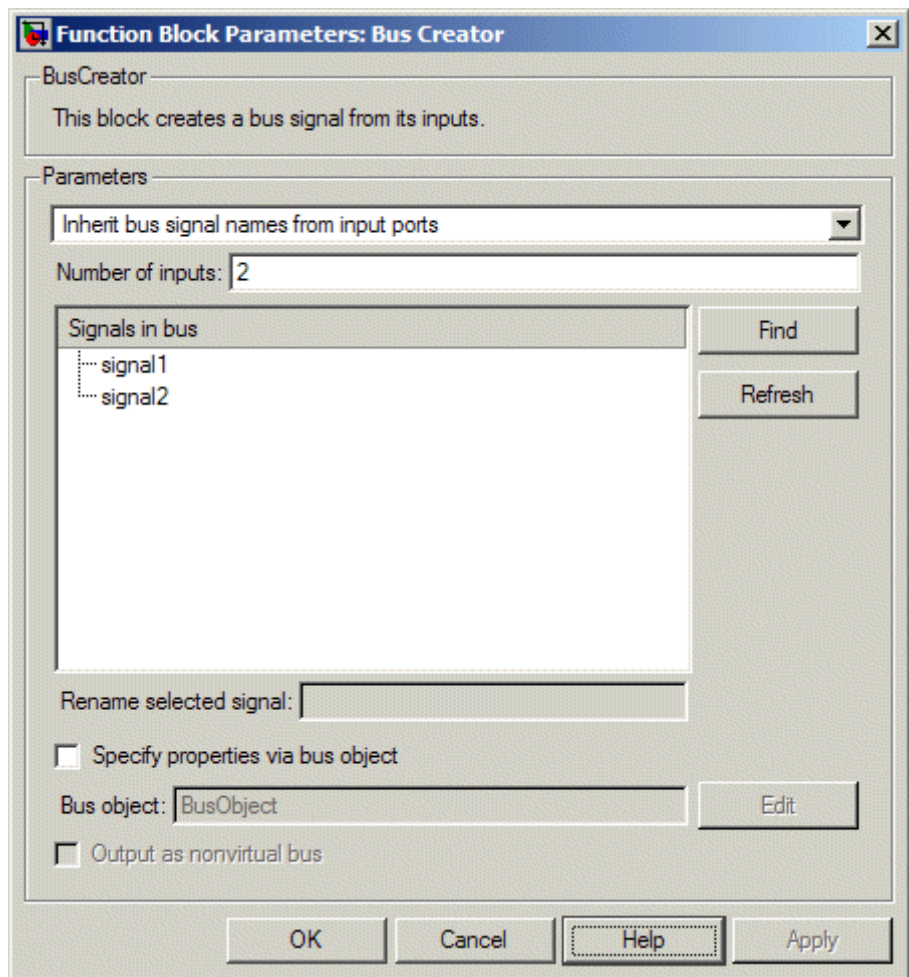 Function Block Parameters: Bus Creator
BusCreator
This block creates a bus signal from its inputs.
Parameters
Inherit bus signal names from input ports
Number of inputs: 2
Signals in bus
Find
signal1
signal2
Refresh
Rename selected signal:
Specify properties via bus object
Bus object: BusObject
Edit
Output as nonvirtual bus
OK
Cancel
Help
Apply